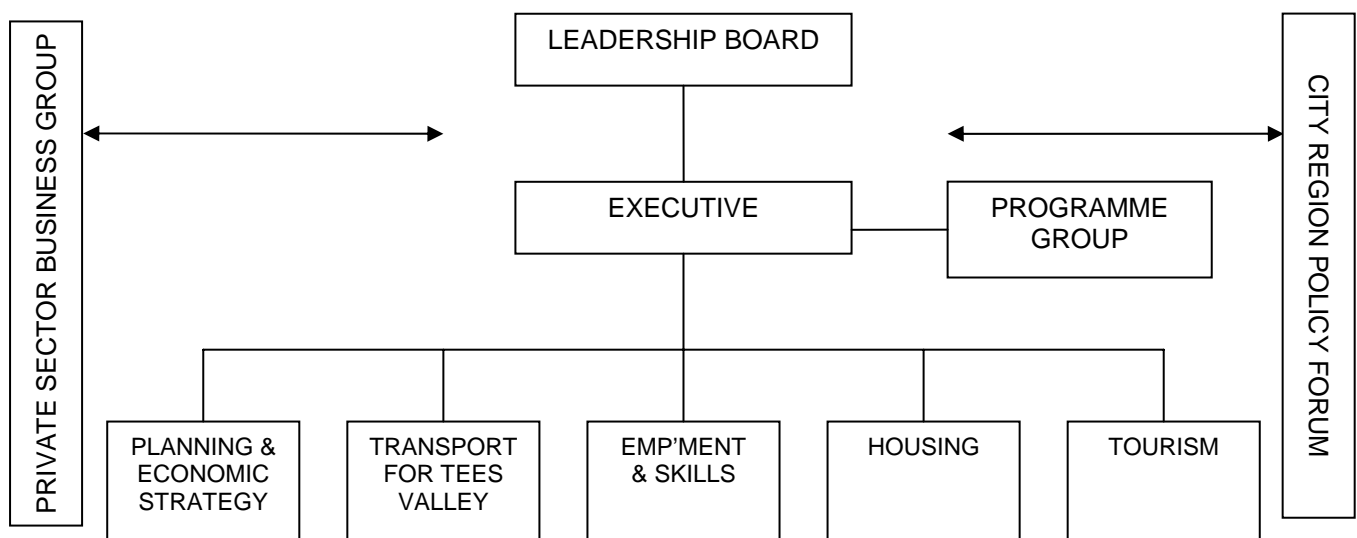 PRIVATE SECTOR BUSINESS GROUP
LEADERSHIP BOARD
CITY REGION POLICY FORUM
EXECUTIVE
PROGRAMME
GROUP
PLANNING &
ECONOMIC
STRATEGY
TRANSPORT
FOR TEES
VALLEY
EMP'MENT
& SKILLS
HOUSING
TOURISM